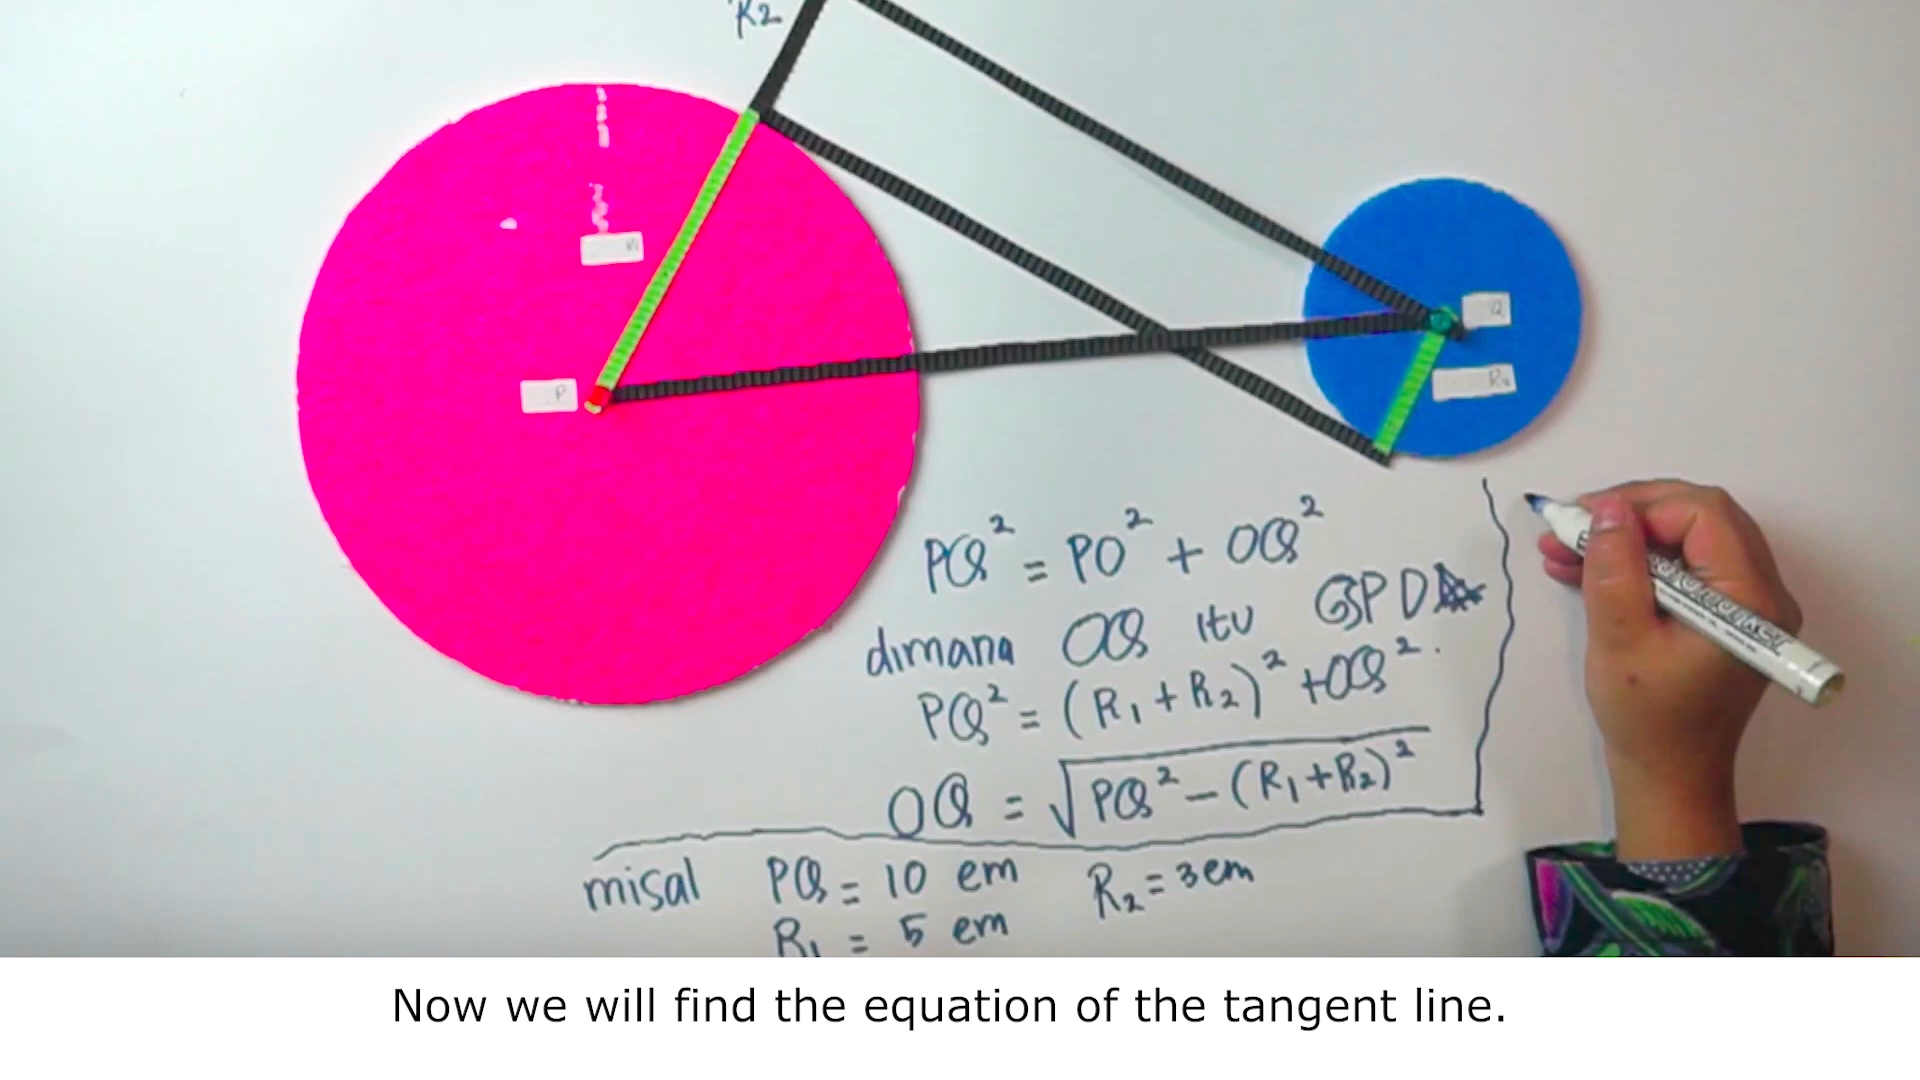 R2
R1
Q
R2
P
PQ² = PO² + OQ²
dimana OQ itu GSPD
PQ² = (R1 + R2)² + OQ².
OQ = √PQ² - (R1 + R2)²
misal PQ = 10 cm R2 = 3 cm
R1 = 5 cm
Now we will find the equation of the tangent line.